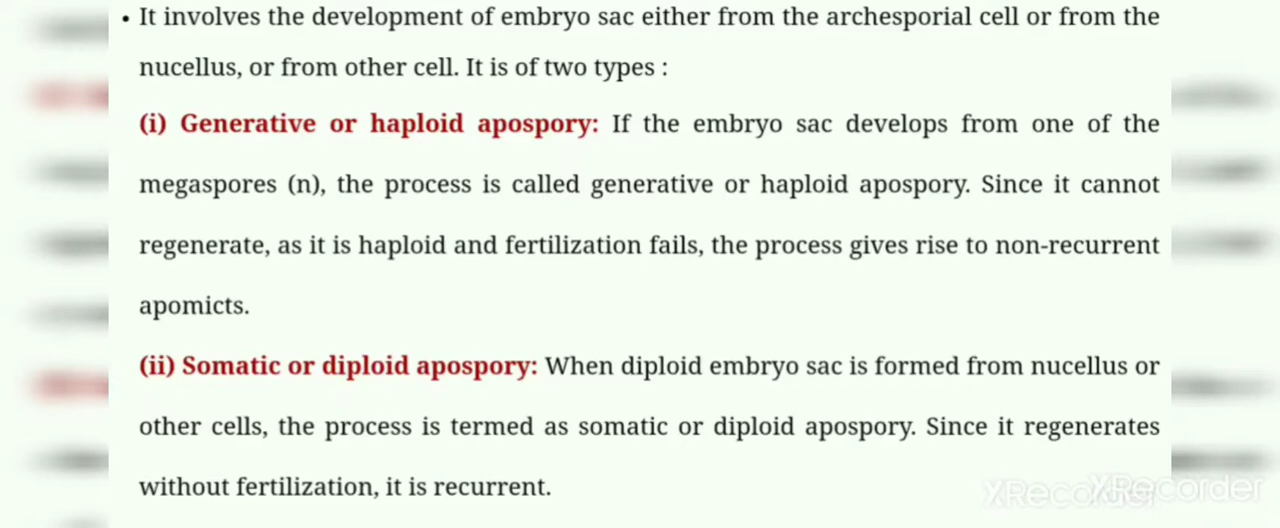 • It involves the development of embryo sac either from the archesporial cell or from the
nucellus, or from other cell. It is of two types :
(i) Generative or haploid apospory: If the embryo sac develops from one of the
megaspores (n), the process is called generative or haploid apospory. Since it cannot
regenerate, as it is haploid and fertilization fails, the process gives rise to non-recurrent
apomicts.
(ii) Somatic or diploid apospory: When diploid embryo sac is formed from nucellus or
other cells, the process is termed as somatic or diploid apospory. Since it regenerates
without fertilization, it is recurrent.
XRecorder XRecorder